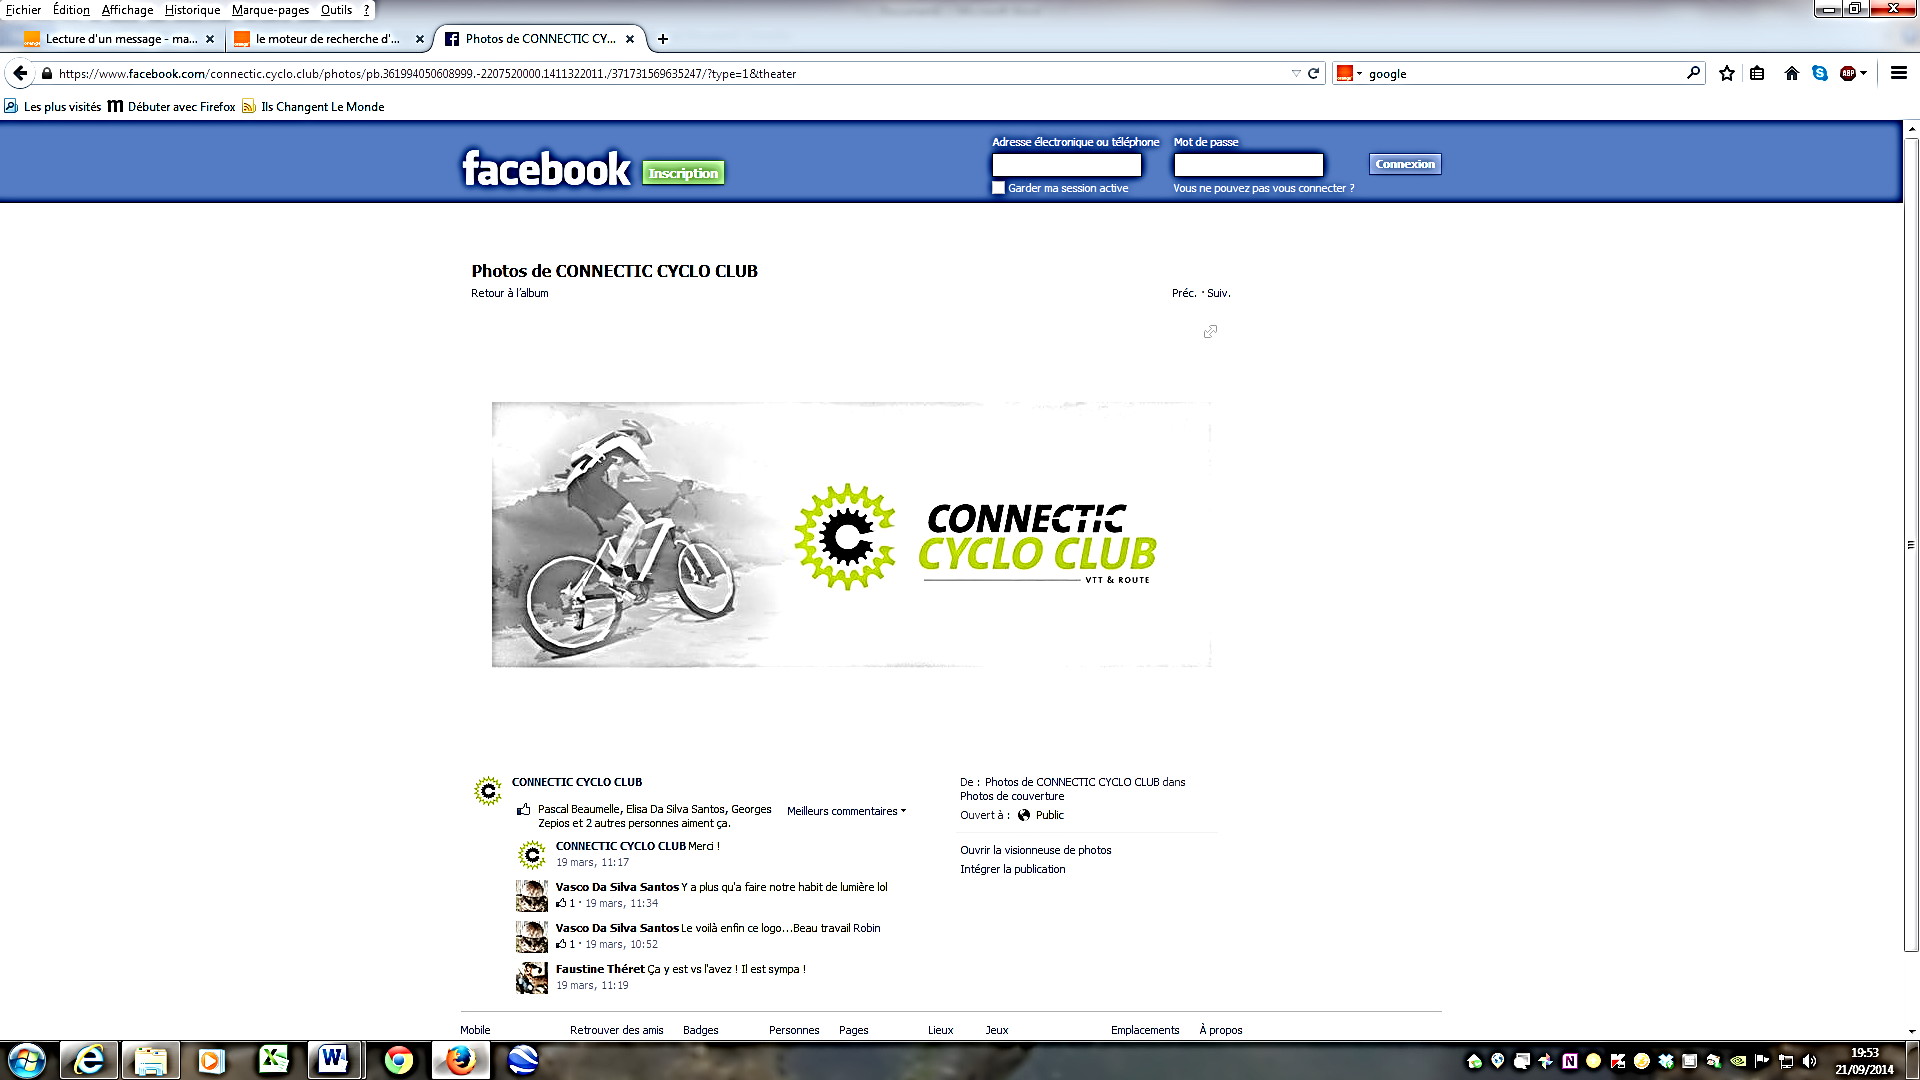 Fichier Édition Affichage Historique Marque-pages Outils ?
Lecture d'un message - ma... le moteur de recherche d'... Photos de CONNECTIC CY...
https://www.facebook.com/connectic.cyclo.club/photos/pb.361994050608999.-2207520000.1411322011./371731569635247/?type=1&theater google
Les plus visités Débuter avec Firefox Ils Changent Le Monde
Adresse électronique ou téléphone Mot de passe
facebook Inscription Connexion
Garder ma session active Vous ne pouvez pas vous connecter ?
Photos de CONNECTIC CYCLO CLUB
Retour à l'album Préc. · Suiv.
CONNECTIC
CYCLO CLUB
VTT & ROUTE
CONNECTIC CYCLO CLUB
Pascal Beaumelle, Elisa Da Silva Santos, Georges
Zepios et 2 autres personnes aiment ça.
Meilleurs commentaires
CONNECTIC CYCLO CLUB Merci !
19 mars, 11:17
Vasco Da Silva Santos Y a plus qu'a faire notre habit de lumière lol
1 · 19 mars, 11:34
Vasco Da Silva Santos Le voilà enfin ce logo...Beau travail Robin
1 · 19 mars, 10:52
Faustine Théret Ça y est vs l'avez ! Il est sympa !
19 mars, 11:19
De : Photos de CONNECTIC CYCLO CLUB dans
Photos de couverture
Ouvert à : Public
Ouvrir la visionneuse de photos
Intégrer la publication
Mobile Retrouver des amis Badges Personnes Pages Lieux Jeux Emplacements À propos
19:53
21/09/2014